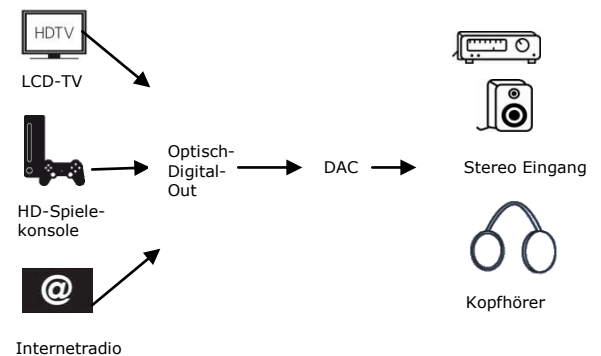 HDTV
LCD-TV
HD-Spiele-
konsole
@
Internetradio
Optisch-
Digital-
Out
DAC
Stereo Eingang
Kopfhörer